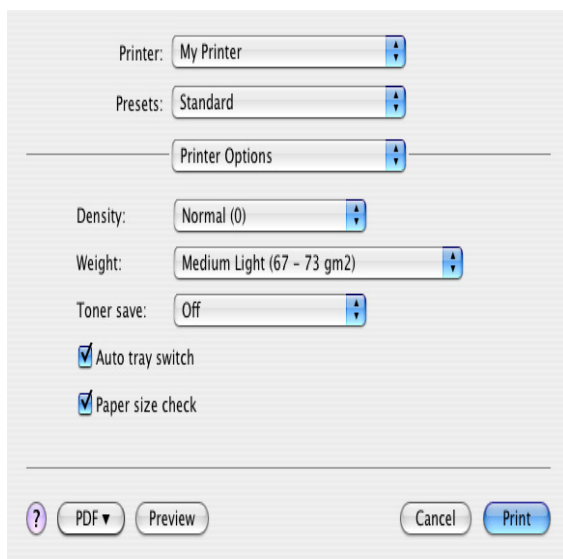 Printer: My Printer
Presets: Standard
Printer Options
Density: Normal (0)
Weight: Medium Light (67 - 73 gm2)
Toner save: Off
Auto tray switch
Paper size check
? PDF ▼ Preview Cancel Print